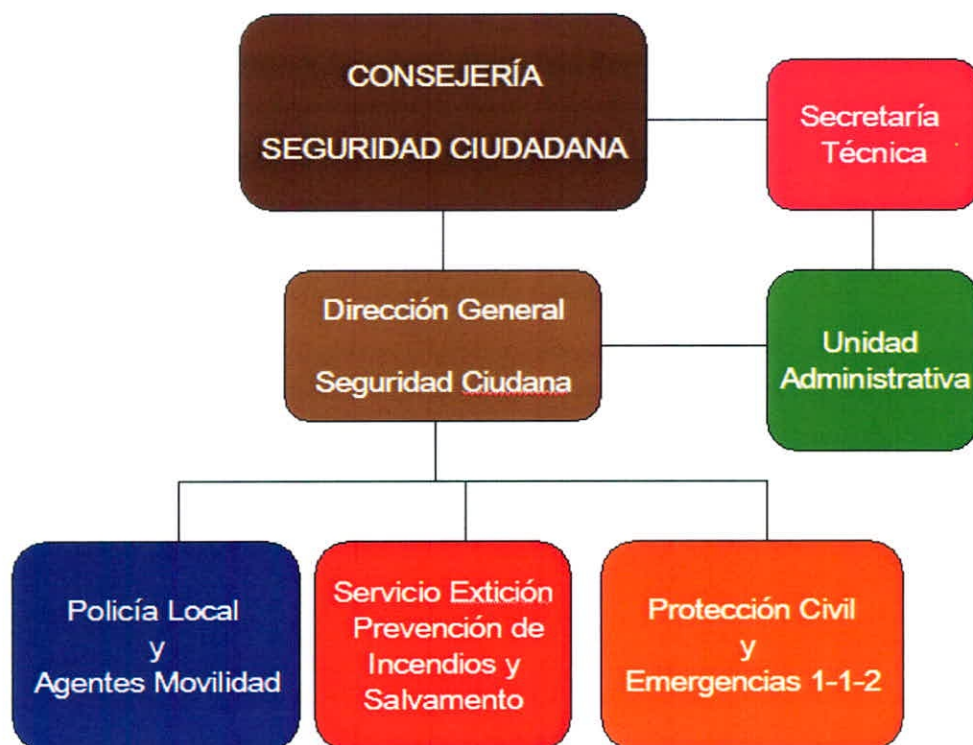 CONSEJERÍA
SEGURIDAD CIUDADANA
Secretaría
Técnica
Dirección General
Seguridad Ciudana
Unidad
Administrativa
Policía Local
y
Agentes Movilidad
Servicio Extición
Prevención de
Incendios y
Salvamento
Protección Civil
y
Emergencias 1-1-2